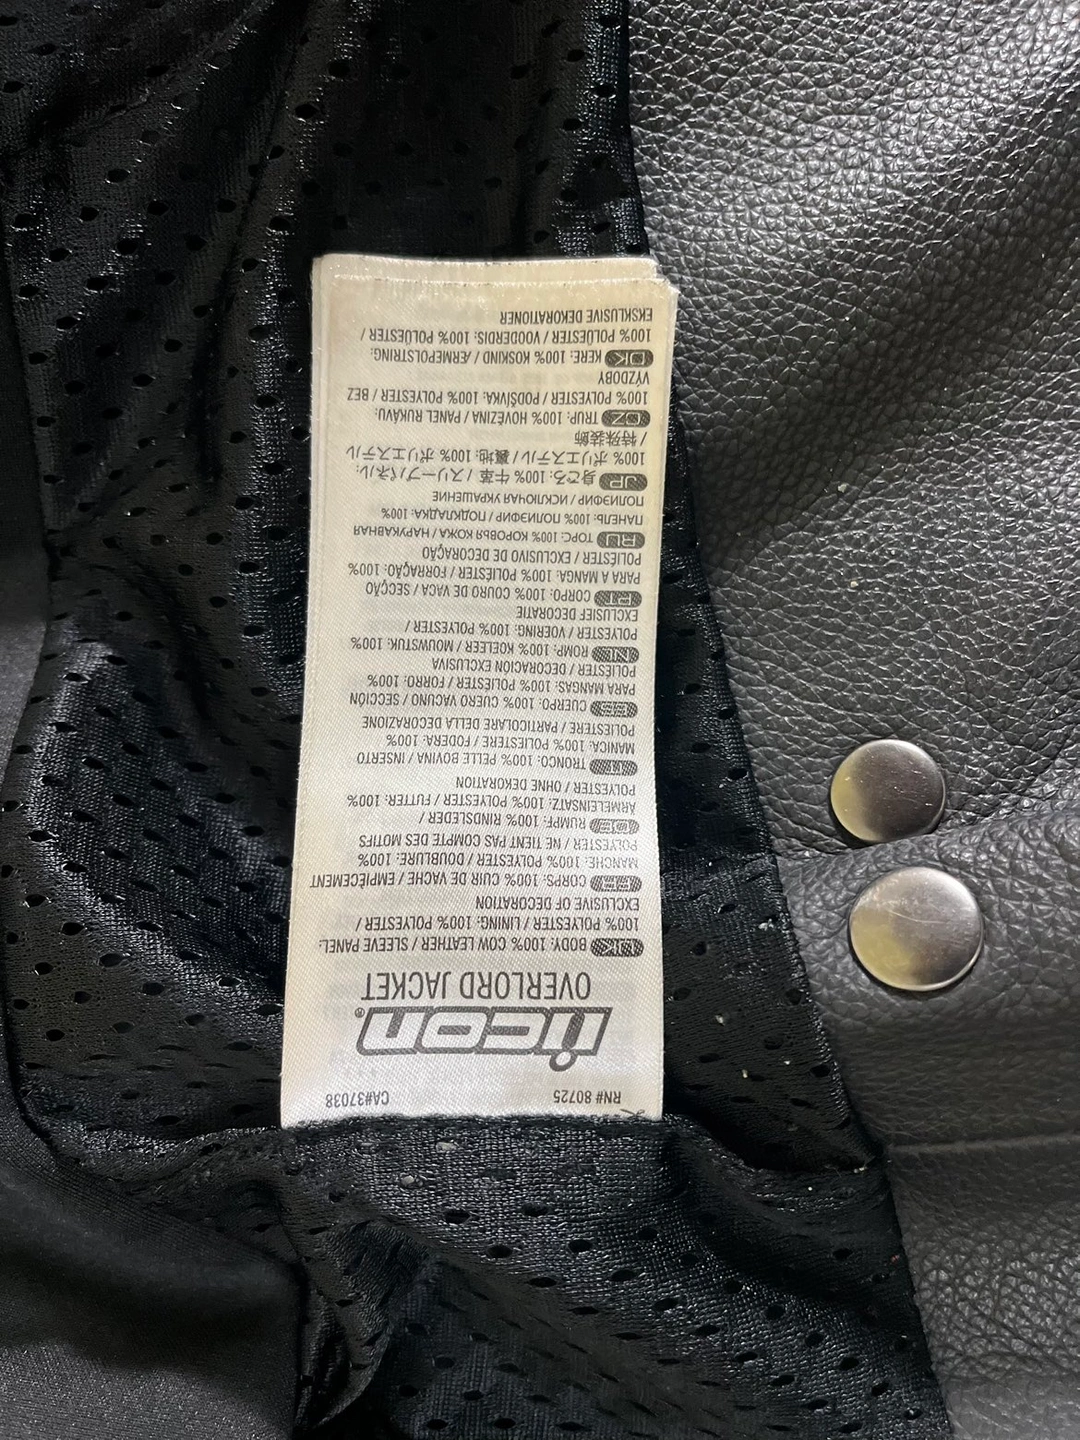 RN# 80725 CA#37038
icon®
OVERLORD JACKET
UK BODY: 100% COW LEATHER / SLEEVE PANEL:
100% POLYESTER / LINING: 100% POLYESTER /
EXCLUSIVE OF DECORATION
FR CORPS: 100% CUIR DE VACHE / EMPIÈCEMENT
MANCHE: 100% POLYESTER / DOUBLURE: 100%
POLYESTER / NE TIENT PAS COMPTE DES MOTIFS
DE RUMPF: 100% RINDSLEDER /
ÄRMELEINSATZ: 100% POLYESTER / FUTTER: 100%
POLYESTER / OHNE DEKORATION
IT TRONCO: 100% PELLE BOVINA / INSERTO
MANICA: 100% POLIESTERE / FODERA: 100%
POLIESTERE / PARTICOLARE DELLA DECORAZIONE
ES CUERPO: 100% CUERO VACUNO / SECCIÓN
PARA MANGAS: 100% POLIÉSTER / FORRO: 100%
POLIÉSTER / DECORACION EXCLUSIVA
NL ROMP: 100% KOELEER / MOUWSTUK: 100%
POLYESTER / VOERING: 100% POLYESTER /
EXCLUSIEF DECORATIE
PT CORPO: 100% COURO DE VACA / SECÇÃO
PARA A MANGA: 100% POLIÉSTER / FORRAÇÃO: 100%
POLIÉSTER / EXCLUSIVO DE DECORAÇÃO
RU ТОРС: 100% КОРОВЬЯ КОЖА / НАРУКАВНАЯ
ПАНЕЛЬ: 100% ПОЛИЭФИР / ПОДКЛАДКА: 100%
ПОЛИЭФИР / ИСКЛЮЧАЯ УКРАШЕНИЕ
JP 身ごろ: 100% 牛革 / スリーブパネル:
100% ポリエステル / 裏地: 100% ポリエステル
/ 特殊装飾
CZ TRUP: 100% HOVĚZINA / PANEL RUKÁVU:
100% POLYESTER / PODŠÍVKA: 100% POLYESTER / BEZ
VÝZDOBY
DK KERE: 100% KOSKIND / ÆRMEPOLSTRING:
100% POLÜESTER / VOODERDIS: 100% POLÜESTER /
EKSKLUSIVE DEKORATIONER